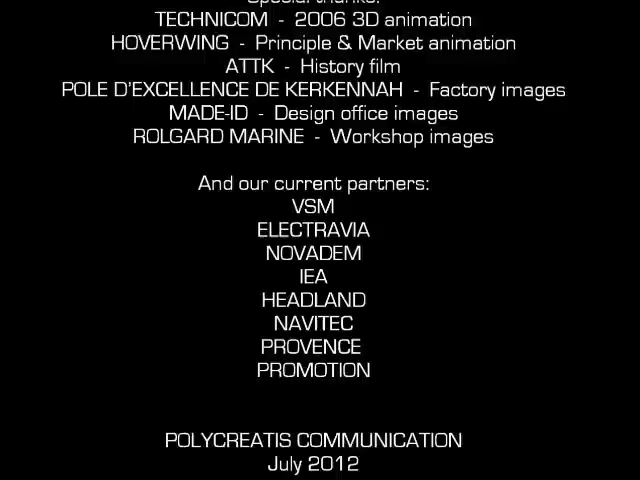 Special thanks:
TECHNICOM - 2006 3D animation
HOVERWING - Principle & Market animation
ATTK - History film
POLE D'EXCELLENCE DE KERKENNAH - Factory images
MADE-ID - Design office images
ROLGARD MARINE - Workshop images
And our current partners:
VSM
ELECTRAVIA
NOVADEM
IEA
HEADLAND
NAVITEC
PROVENCE
PROMOTION
POLYCREATIS COMMUNICATION
July 2012